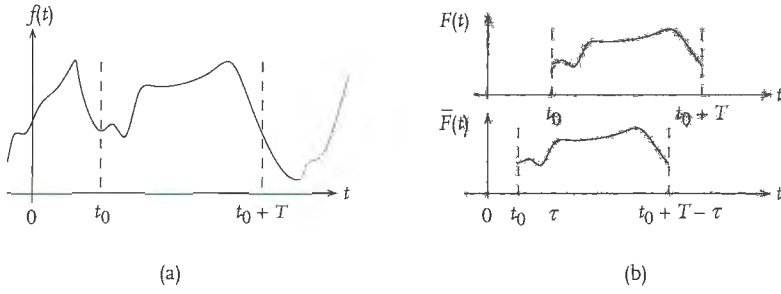 f(t)
t
0
t₀
t₀ + T
(a)
F(t)
t
t₀
t₀ + T
F̅(t)
t
0
t₀
τ
t₀ + T − τ
(b)